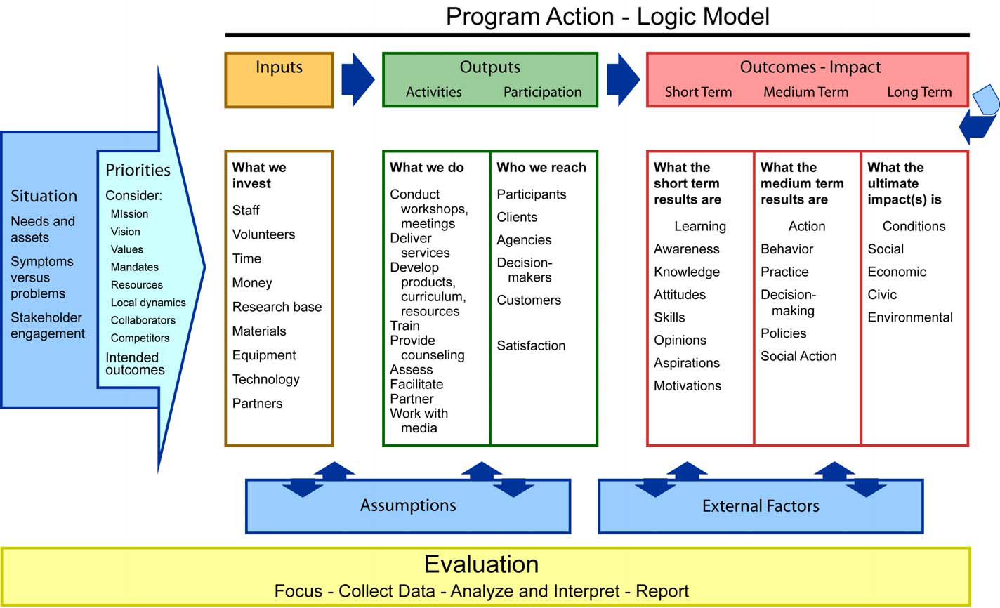 Program Action - Logic Model
Inputs
Outputs
Activities
Participation
Outcomes - Impact
Short Term
Medium Term
Long Term
Situation
Needs and
assets
Symptoms
versus
problems
Stakeholder
engagement
Priorities
Consider:
MIssion
Vision
Values
Mandates
Resources
Local dynamics
Collaborators
Competitors
Intended
outcomes
What we
invest
Staff
Volunteers
Time
Money
Research base
Materials
Equipment
Technology
Partners
What we do
Conduct
workshops,
meetings
Deliver
services
Develop
products,
curriculum,
resources
Train
Provide
counseling
Assess
Facilitate
Partner
Work with
media
Who we reach
Participants
Clients
Agencies
Decision-
makers
Customers
Satisfaction
What the
short term
results are
Learning
Awareness
Knowledge
Attitudes
Skills
Opinions
Aspirations
Motivations
What the
medium term
results are
Action
Behavior
Practice
Decision-
making
Policies
Social Action
What the
ultimate
impact(s) is
Conditions
Social
Economic
Civic
Environmental
Assumptions
External Factors
Evaluation
Focus - Collect Data - Analyze and Interpret - Report